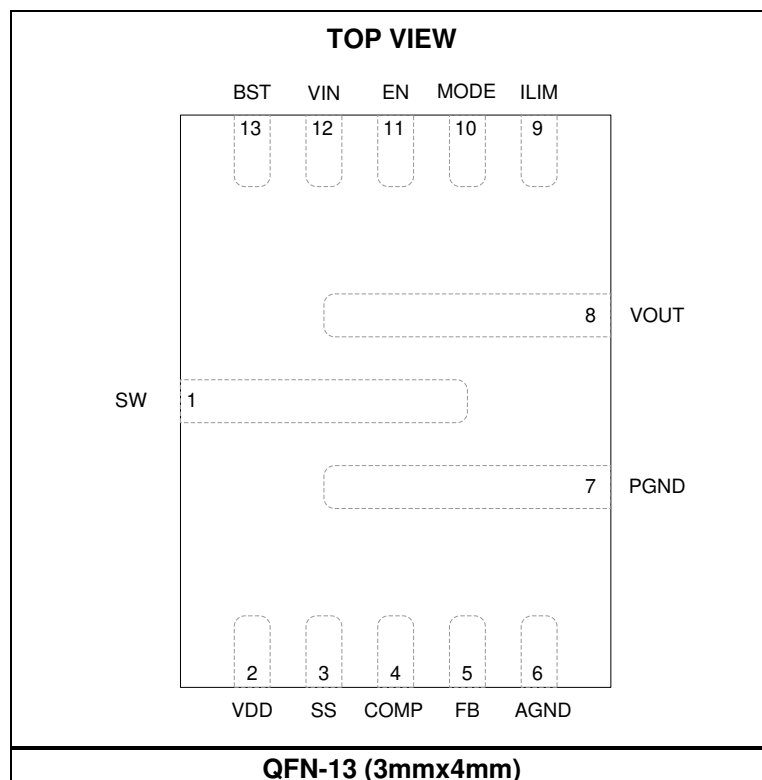 TOP VIEW
BST VIN EN MODE ILIM
13 12 11 10 9
8 VOUT
SW 1
7 PGND
2 3 4 5 6
VDD SS COMP FB AGND
QFN-13 (3mmx4mm)